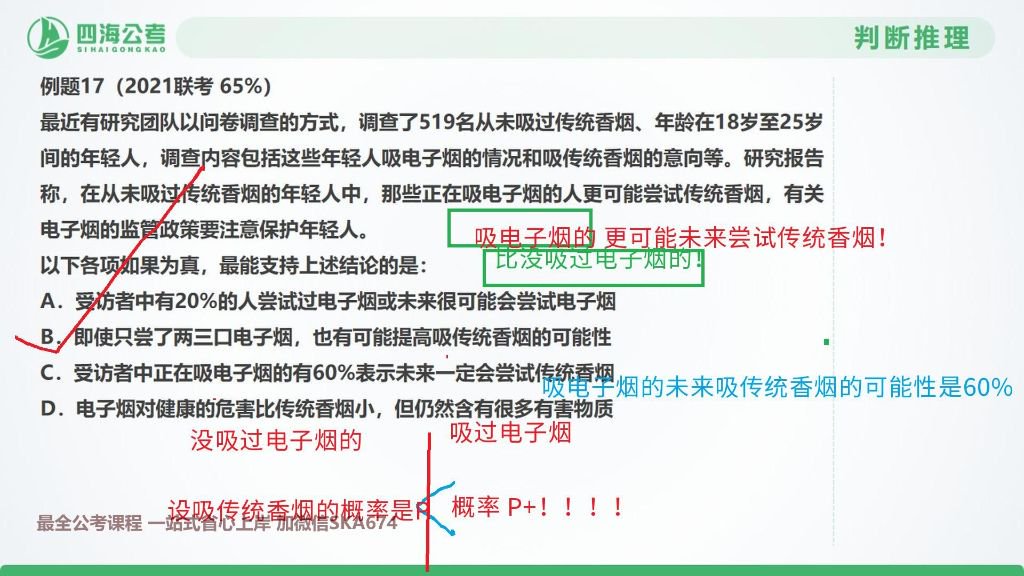 四海公考
SIHAIGONGKAO
判断推理
例题17（2021联考 65%）
最近有研究团队以问卷调查的方式，调查了519名从未吸过传统香烟、年龄在18岁至25岁
间的年轻人，调查内容包括这些年轻人吸电子烟的情况和吸传统香烟的意向等。研究报告
称，在从未吸过传统香烟的年轻人中，那些正在吸电子烟的人更可能尝试传统香烟，有关
电子烟的监管政策要注意保护年轻人。
吸电子烟的 更可能未来尝试传统香烟！
比没吸过电子烟的！
以下各项如果为真，最能支持上述结论的是：
A．受访者中有20%的人尝试过电子烟或未来很可能会尝试电子烟
B．即使只尝了两三口电子烟，也有可能提高吸传统香烟的可能性
C．受访者中正在吸电子烟的有60%表示未来一定会尝试传统香烟
吸电子烟的未来吸传统香烟的可能性是60%
D．电子烟对健康的危害比传统香烟小，但仍然含有很多有害物质
没吸过电子烟的
吸过电子烟
设吸传统香烟的概率是P
概率 P+！！！！
最全公考课程 一站式省心上岸 加微信SKA674